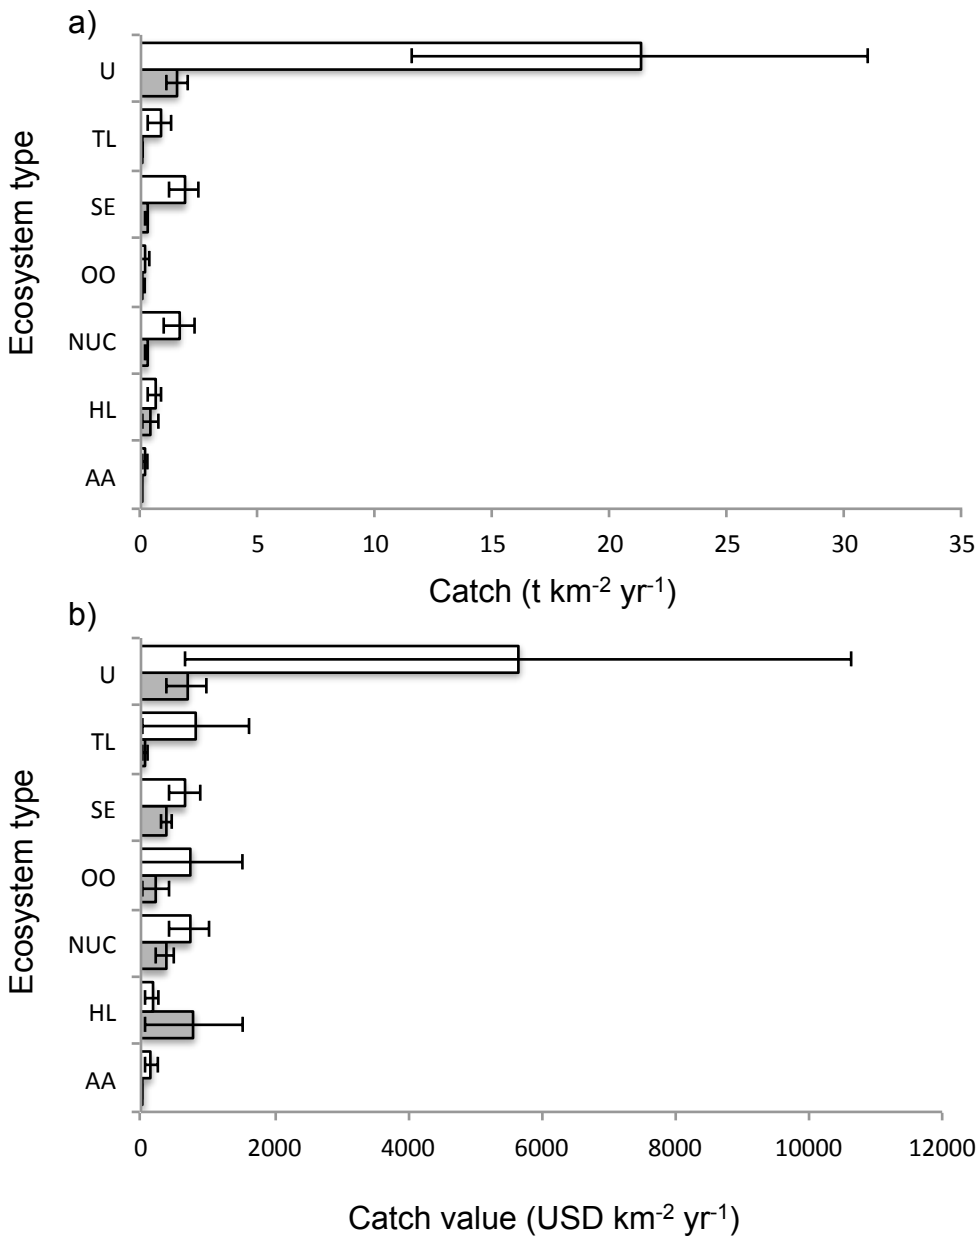 a)
Ecosystem type
U
TL
SE
OO
NUC
HL
AA
0 5 10 15 20 25 30 35
Catch (t km-2 yr-1)
b)
Ecosystem type
U
TL
SE
OO
NUC
HL
AA
0 2000 4000 6000 8000 10000 12000
Catch value (USD km-2 yr-1)